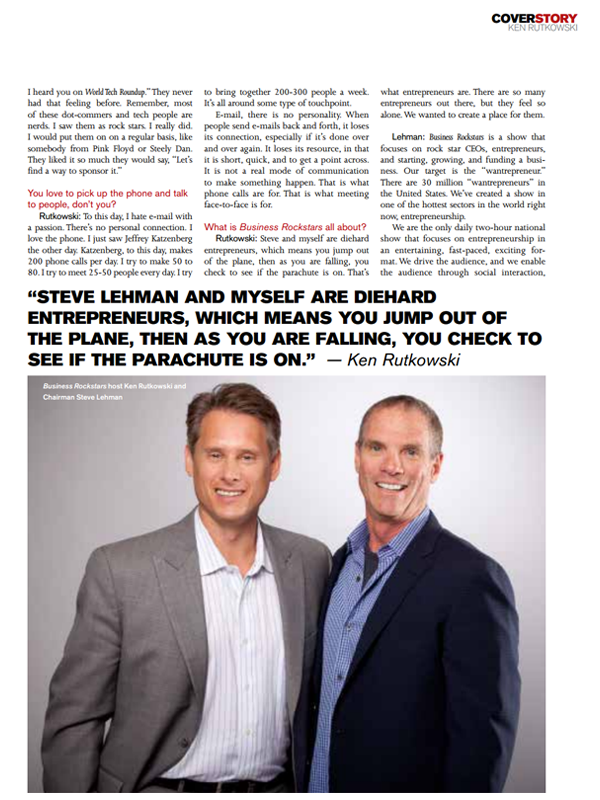 COVERSTORY
KEN RUTKOWSKI
I heard you on World Tech Roundup.” They never
had that feeling before. Remember, most
of these dot-commers and tech people are
nerds. I saw them as rock stars. I really did.
I would put them on on a regular basis, like
somebody from Pink Floyd or Steely Dan.
They liked it so much they would say, “Let’s
find a way to sponsor it.”
You love to pick up the phone and talk
to people, don’t you?
Rutkowski: To this day, I hate e-mail with
a passion. There’s no personal connection. I
love the phone. I just saw Jeffrey Katzenberg
the other day. Katzenberg, to this day, makes
200 phone calls per day. I try to make 50 to
80. I try to meet 25-50 people every day. I try
to bring together 200-300 people a week.
It’s all around some type of touchpoint.
E-mail, there is no personality. When
people send e-mails back and forth, it loses
its connection, especially if it’s done over
and over again. It loses its resource, in that
it is short, quick, and to get a point across.
It is not a real mode of communication
to make something happen. That is what
phone calls are for. That is what meeting
face-to-face is for.
What is Business Rockstars all about?
Rutkowski: Steve and myself are diehard
entrepreneurs, which means you jump out
of the plane, then as you are falling, you
check to see if the parachute is on. That’s
what entrepreneurs are. There are so many
entrepreneurs out there, but they feel so
alone. We wanted to create a place for them.
Lehman: Business Rockstars is a show that
focuses on rock star CEOs, entrepreneurs,
and starting, growing, and funding a busi-
ness. Our target is the “wantrepreneur.”
There are 30 million “wantrepreneurs” in
the United States. We’ve created a show in
one of the hottest sectors in the world right
now, entrepreneurship.
We are the only daily two-hour national
show that focuses on entrepreneurship in
an entertaining, fast-paced, exciting for-
mat. We drive the audience, and we enable
the audience through social interaction,
“STEVE LEHMAN AND MYSELF ARE DIEHARD
ENTREPRENEURS, WHICH MEANS YOU JUMP OUT OF
THE PLANE, THEN AS YOU ARE FALLING, YOU CHECK TO
SEE IF THE PARACHUTE IS ON.” — Ken Rutkowski
Business Rockstars host Ken Rutkowski and
Chairman Steve Lehman